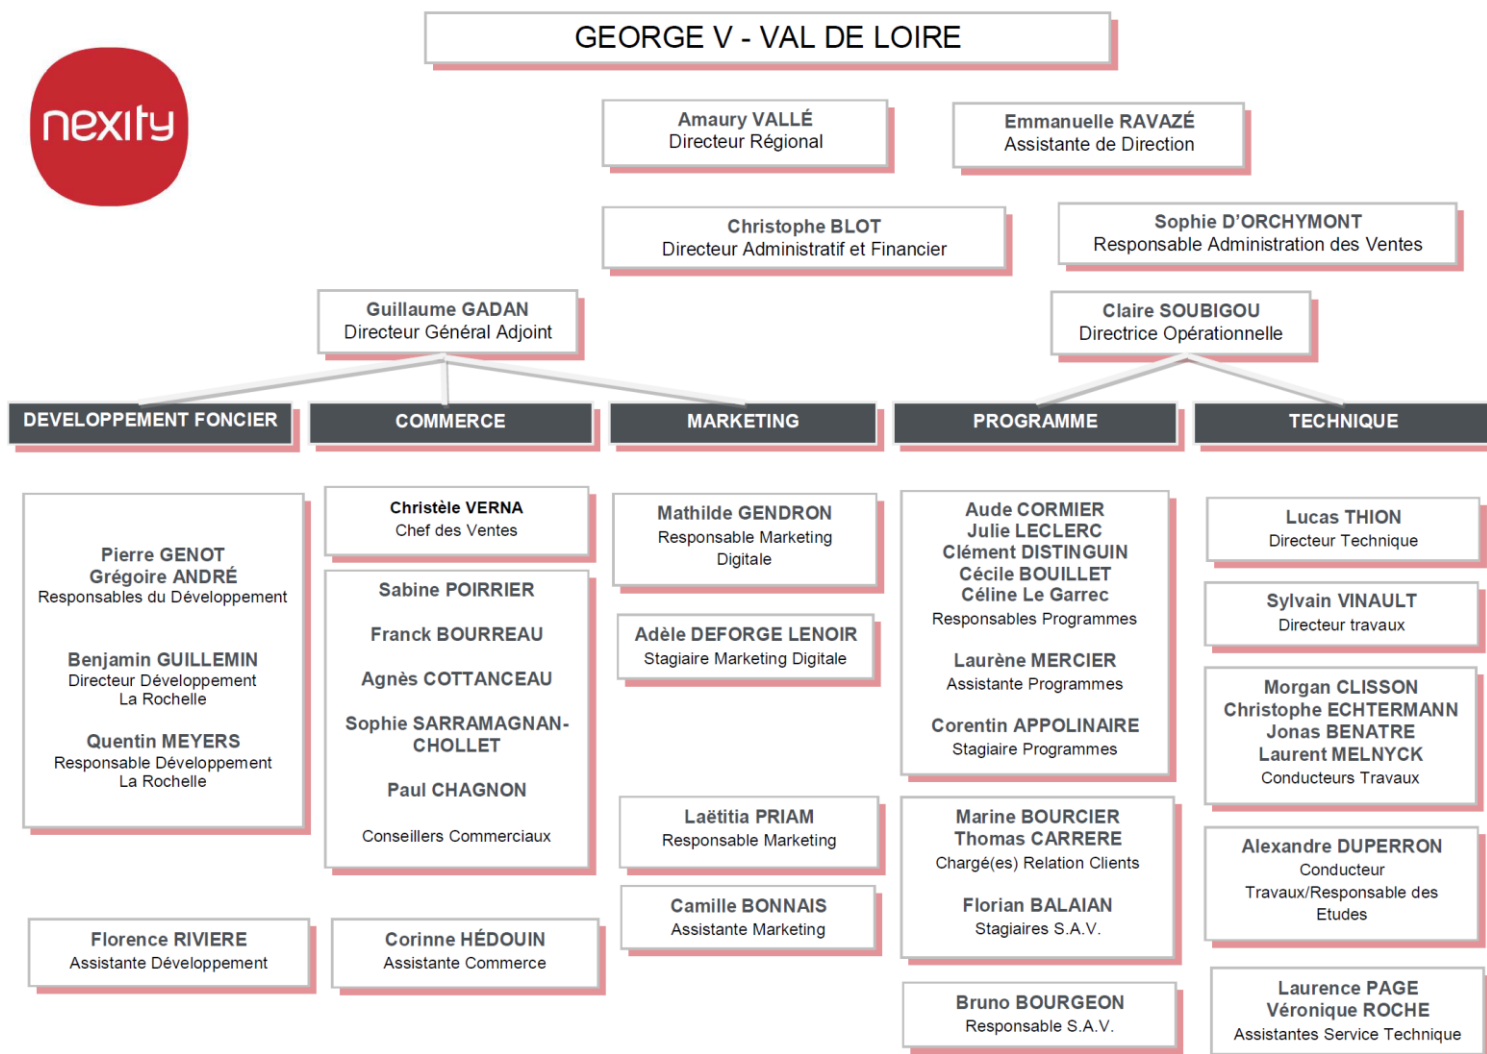 GEORGE V - VAL DE LOIRE
nexity
Amaury VALLÉ
Directeur Régional
Emmanuelle RAVAZÉ
Assistante de Direction
Christophe BLOT
Directeur Administratif et Financier
Sophie D'ORCHYMONT
Responsable Administration des Ventes
Guillaume GADAN
Directeur Général Adjoint
Claire SOUBIGOU
Directrice Opérationnelle
DEVELOPPEMENT FONCIER
Pierre GENOT
Grégoire ANDRÉ
Responsables du Développement
Benjamin GUILLEMIN
Directeur Développement
La Rochelle
Quentin MEYERS
Responsable Développement
La Rochelle
Florence RIVIERE
Assistante Développement
COMMERCE
Christèle VERNA
Chef des Ventes
Sabine POIRRIER
Franck BOURREAU
Agnès COTTANCEAU
Sophie SARRAMAGNAN-
CHOLLET
Paul CHAGNON
Conseillers Commerciaux
Corinne HÉDOUIN
Assistante Commerce
MARKETING
Mathilde GENDRON
Responsable Marketing
Digitale
Adèle DEFORGE LENOIR
Stagiaire Marketing Digitale
Laëtitia PRIAM
Responsable Marketing
Camille BONNAIS
Assistante Marketing
PROGRAMME
Aude CORMIER
Julie LECLERC
Clément DISTINGUIN
Cécile BOUILLET
Céline Le Garrec
Responsables Programmes
Laurène MERCIER
Assistante Programmes
Corentin APPOLINAIRE
Stagiaire Programmes
Marine BOURCIER
Thomas CARRERE
Chargé(es) Relation Clients
Florian BALAIAN
Stagiaires S.A.V.
Bruno BOURGEON
Responsable S.A.V.
TECHNIQUE
Lucas THION
Directeur Technique
Sylvain VINAULT
Directeur travaux
Morgan CLISSON
Christophe ECHTERMANN
Jonas BENATRE
Laurent MELNYCK
Conducteurs Travaux
Alexandre DUPERRON
Conducteur
Travaux/Responsable des
Etudes
Laurence PAGE
Véronique ROCHE
Assistantes Service Technique